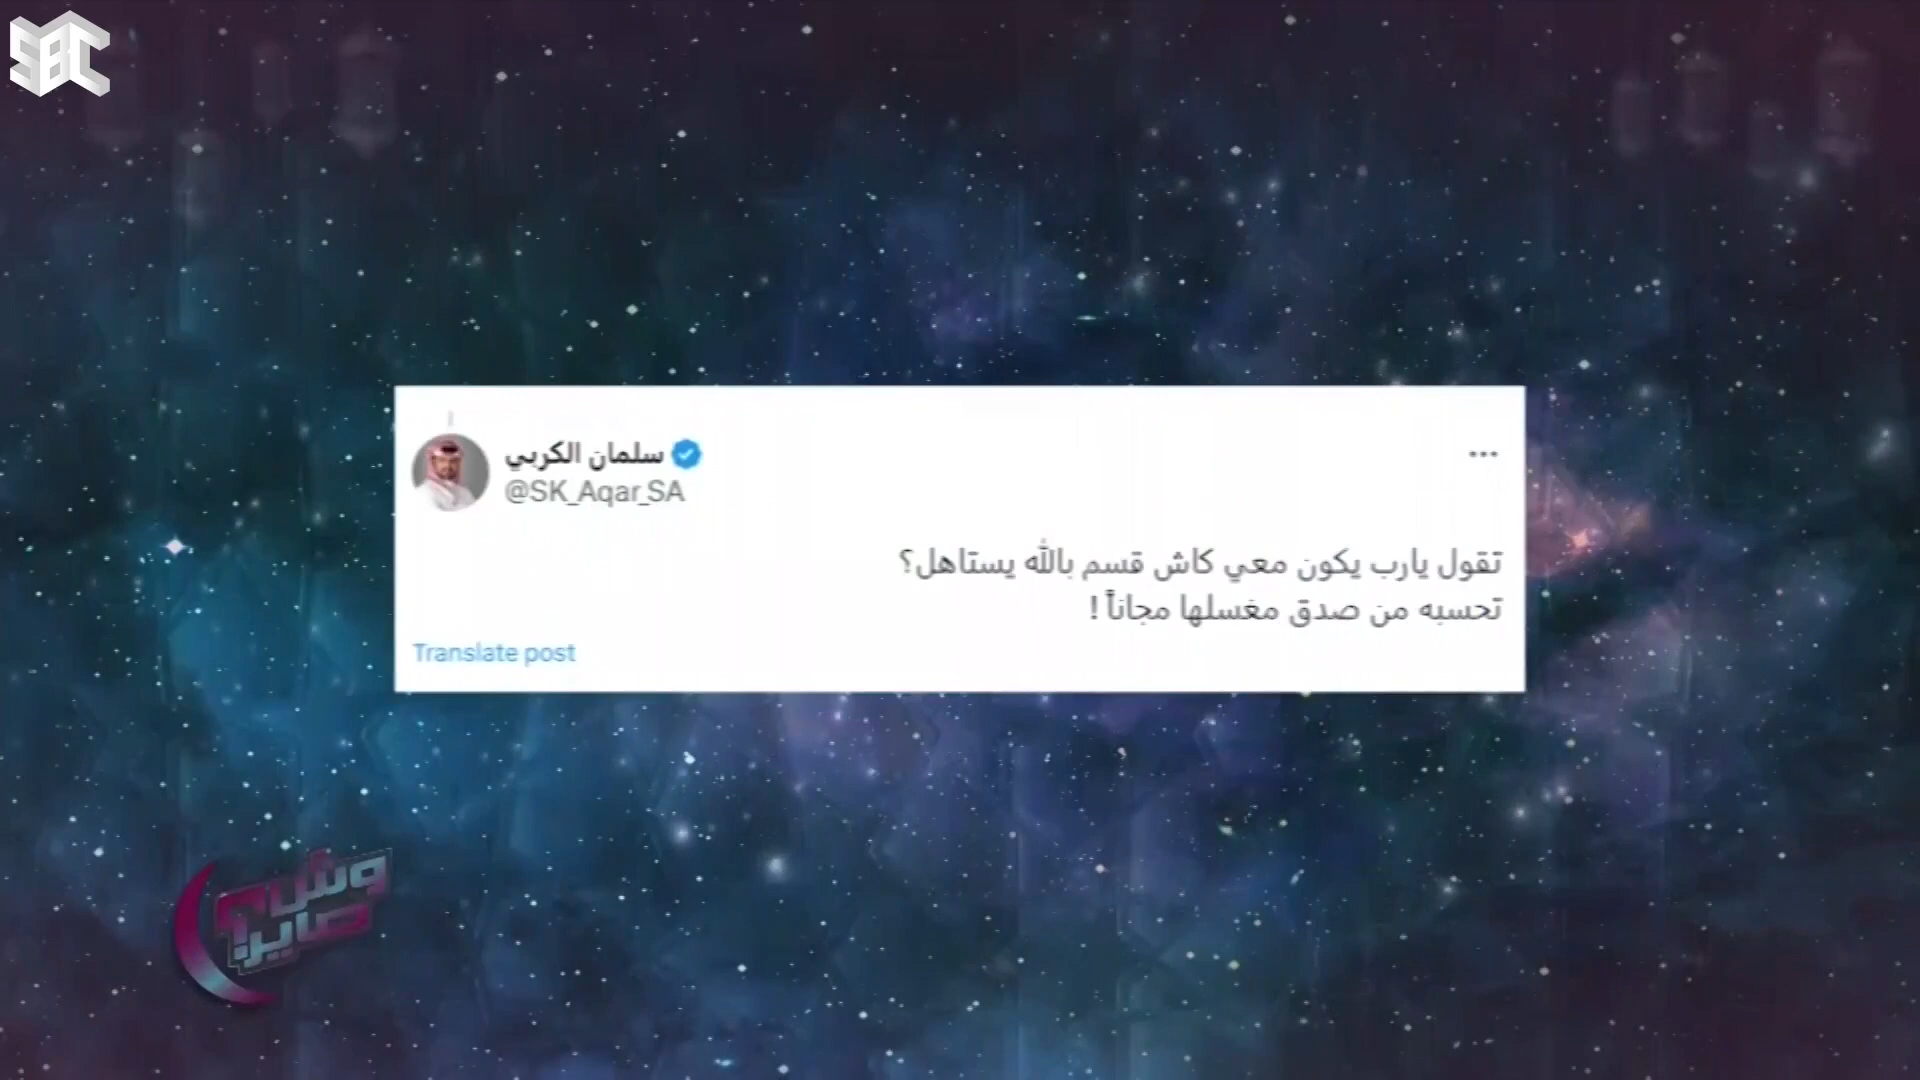 SBC
سلمان الكربي
@SK_Aqar_SA
تقول يارب يكون معي كاش قسم بالله يستاهل؟
تحسبه من صدق مغسلها مجاناً !
Translate post
وش
صاير؟